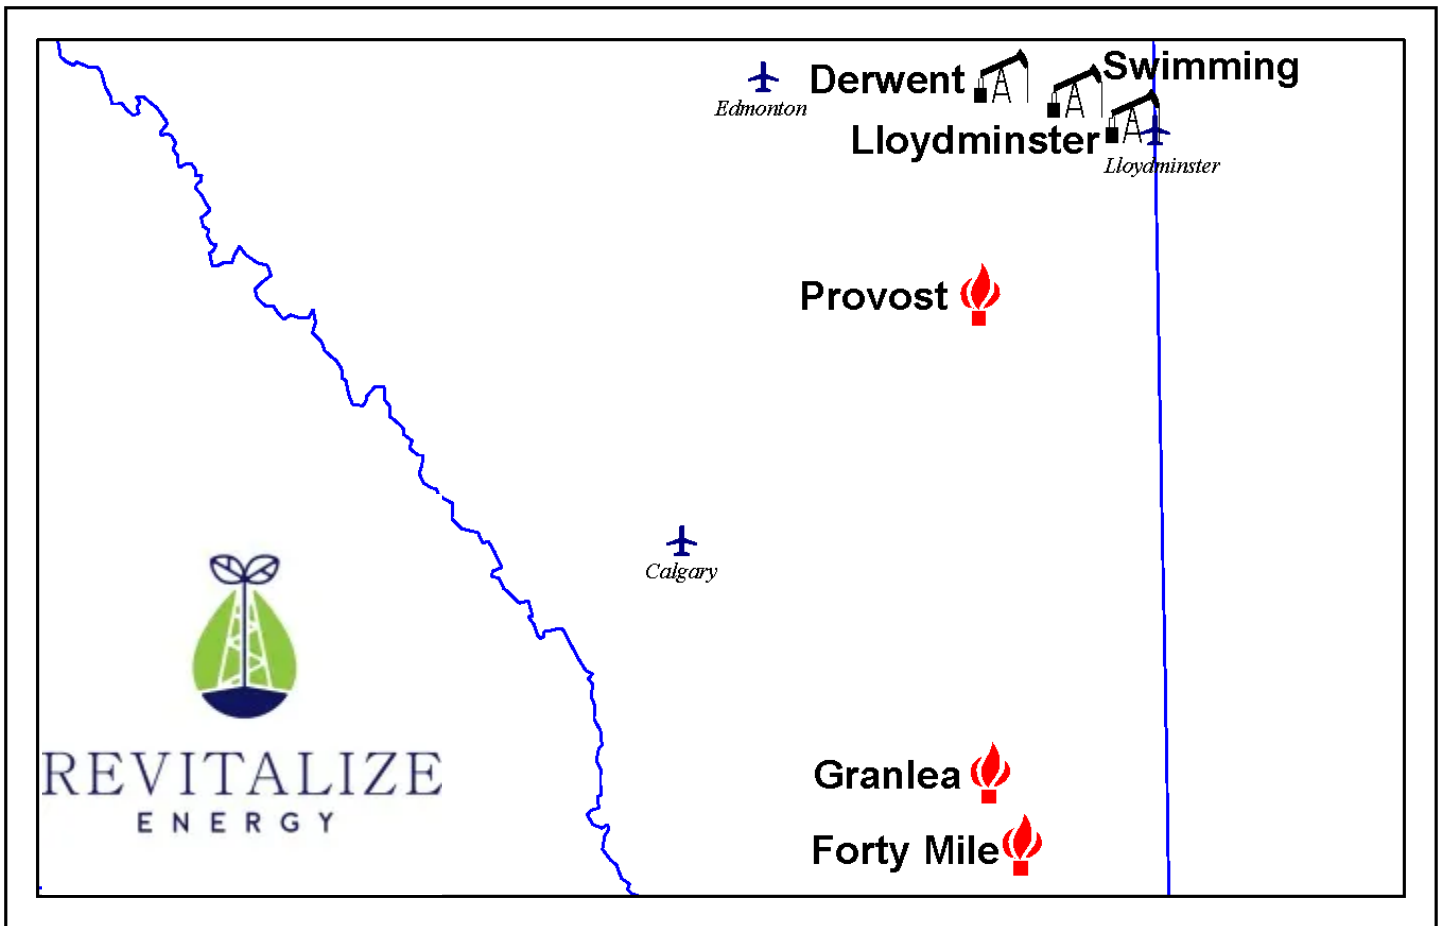 Swimming
Derwent
Edmonton
Lloydminster
Lloydminster
Provost
Calgary
REVITALIZE
ENERGY
Granlea
Forty Mile